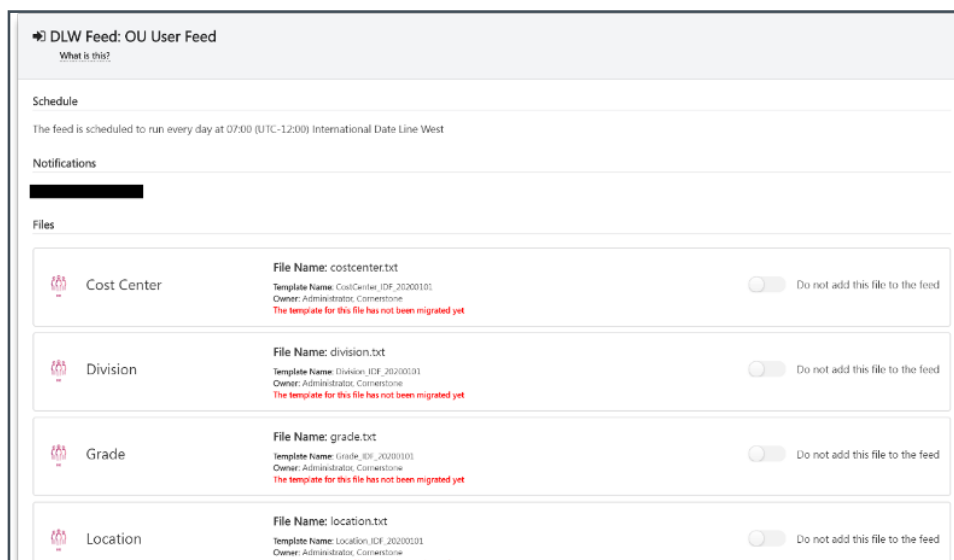 DLW Feed: OU User Feed
What is this?
Schedule
The feed is scheduled to run every day at 07:00 (UTC-12:00) International Date Line West
Notifications
Files
Cost Center
File Name: costcenter.txt
Template Name: CostCenter_IDF_20200101
Owner: Administrator, Cornerstone
The template for this file has not been migrated yet
Do not add this file to the feed
Division
File Name: division.txt
Template Name: Division_IDF_20200101
Owner: Administrator, Cornerstone
The template for this file has not been migrated yet
Do not add this file to the feed
Grade
File Name: grade.txt
Template Name: Grade_IDF_20200101
Owner: Administrator, Cornerstone
The template for this file has not been migrated yet
Do not add this file to the feed
Location
File Name: location.txt
Template Name: Location_IDF_20200101
Owner: Administrator, Cornerstone
Do not add this file to the feed